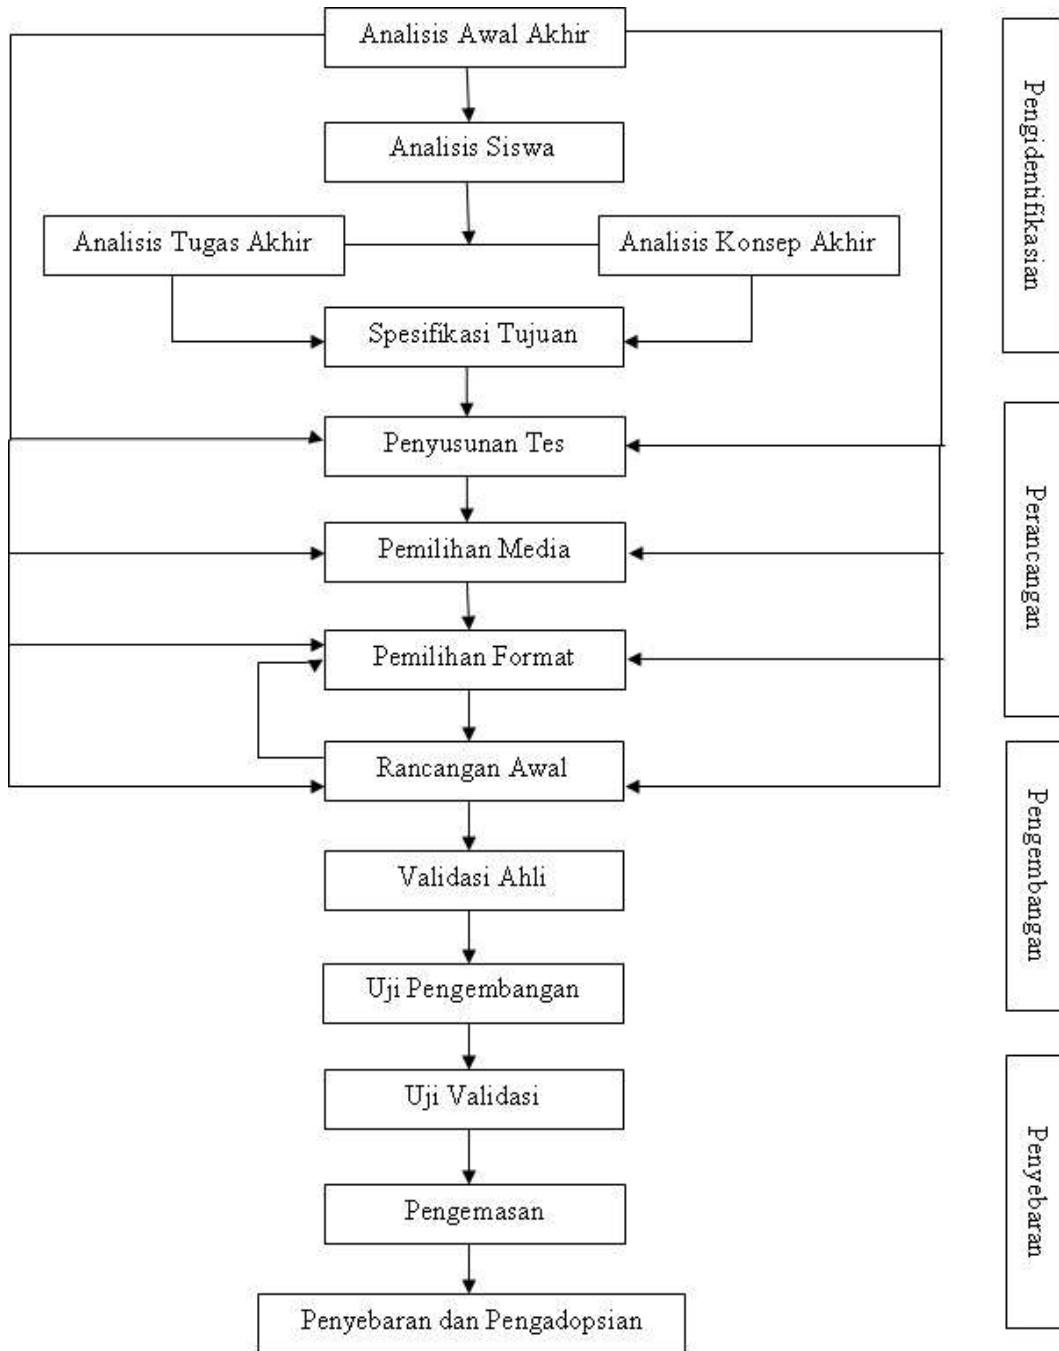 Analisis Awal Akhir
Analisis Siswa
Analisis Tugas Akhir
Analisis Konsep Akhir
Spesifikasi Tujuan
Penyusunan Tes
Pemilihan Media
Pemilihan Format
Rancangan Awal
Validasi Ahli
Uji Pengembangan
Uji Validasi
Pengemasan
Penyebaran dan Pengadopsian
Pengidentifikasian
Perancangan
Pengembangan
Penyebaran